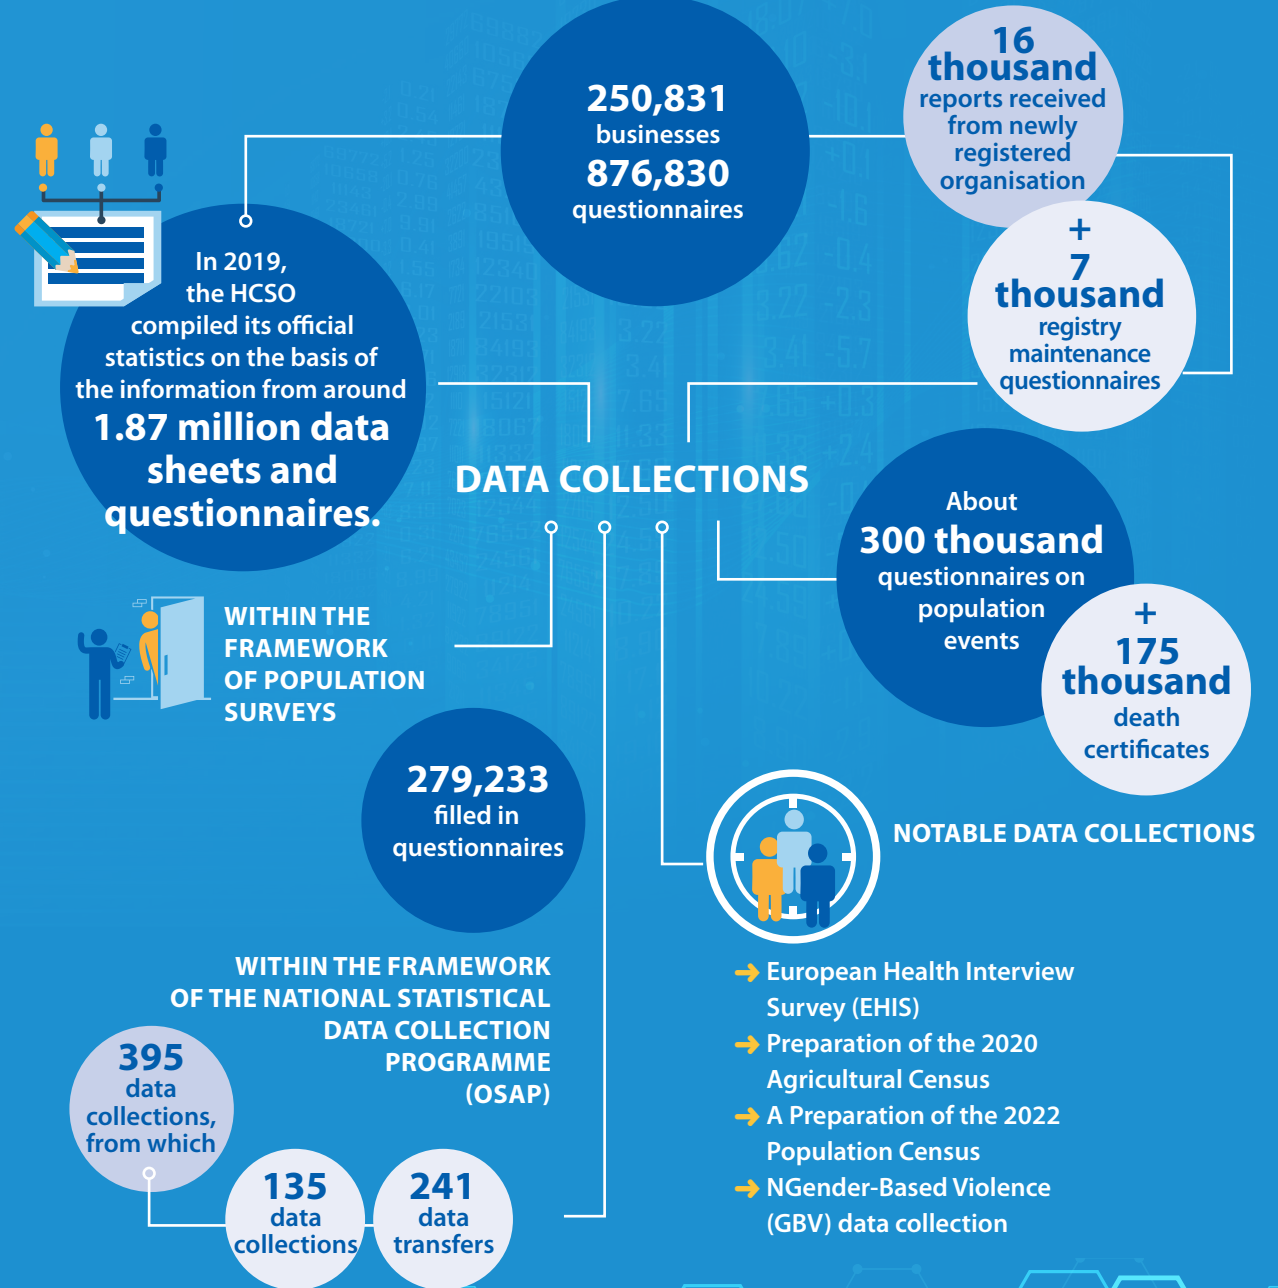 250,831
businesses
876,830
questionnaires
16
thousand
reports received
from newly
registered
organisation
+
7
thousand
registry
maintenance
questionnaires
In 2019,
the HCSO
compiled its official
statistics on the basis of
the information from around
1.87 million data
sheets and
questionnaires.
DATA COLLECTIONS
About
300 thousand
questionnaires on
population
events
+
175
thousand
death
certificates
WITHIN THE
FRAMEWORK
OF POPULATION
SURVEYS
279,233
filled in
questionnaires
NOTABLE DATA COLLECTIONS
European Health Interview
Survey (EHIS)
Preparation of the 2020
Agricultural Census
A Preparation of the 2022
Population Census
NGender-Based Violence
(GBV) data collection
WITHIN THE FRAMEWORK
OF THE NATIONAL STATISTICAL
DATA COLLECTION
PROGRAMME
(OSAP)
395
data
collections,
from which
135
data
collections
241
data
transfers